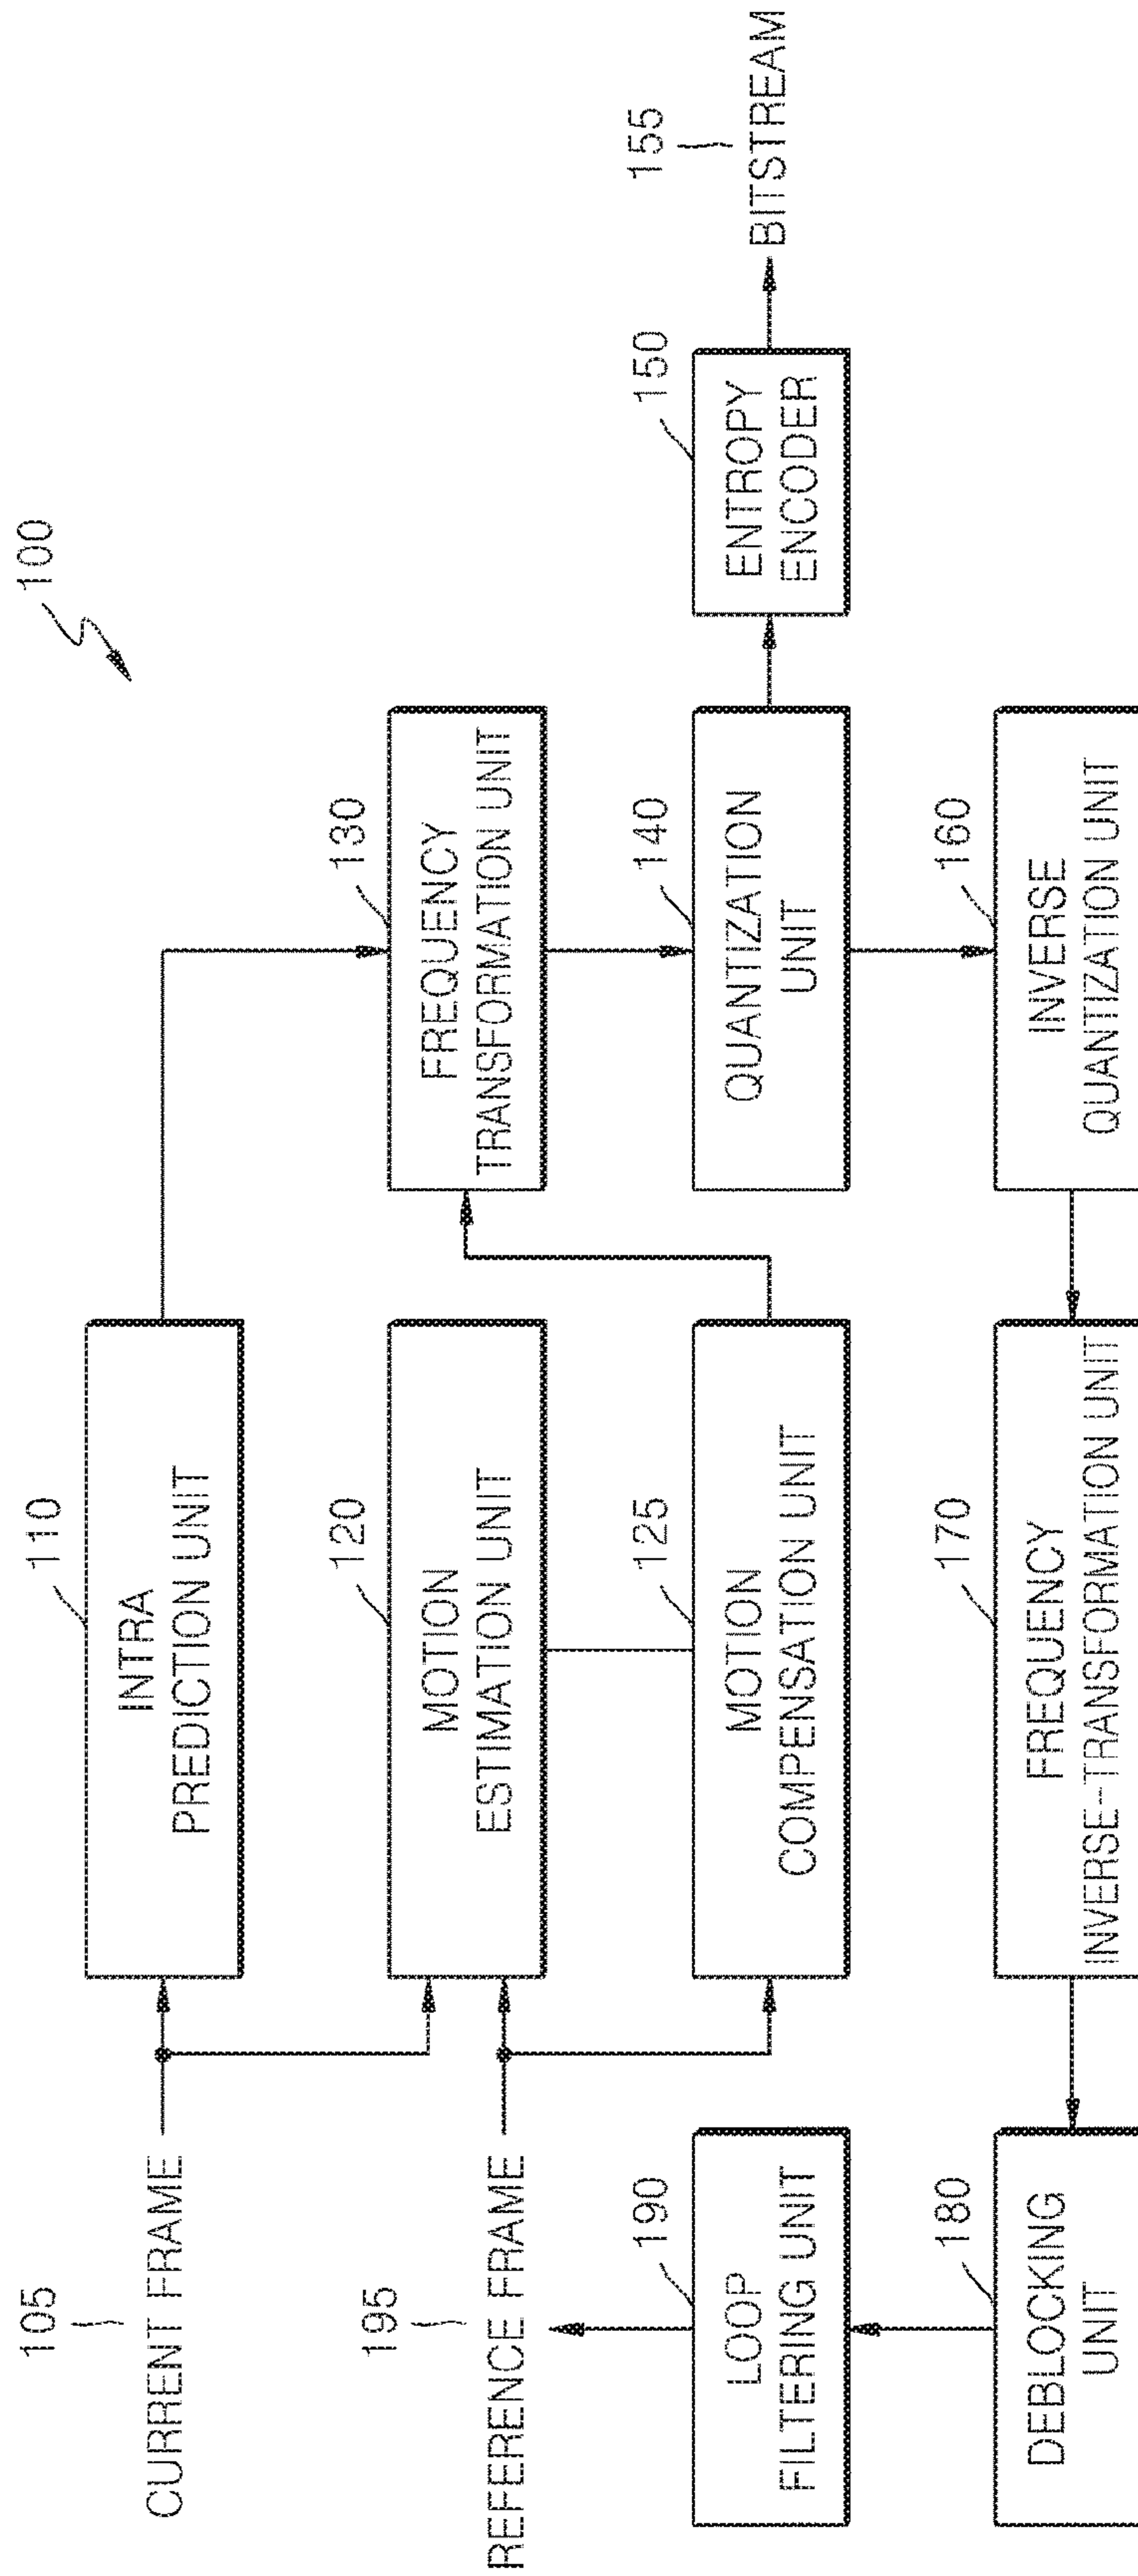 100
105
CURRENT FRAME
110
INTRA
PREDICTION UNIT
195
REFERENCE FRAME
120
MOTION
ESTIMATION UNIT
130
FREQUENCY
TRANSFORMATION UNIT
190
LOOP
FILTERING UNIT
125
MOTION
COMPENSATION UNIT
140
QUANTIZATION
UNIT
150
ENTROPY
ENCODER
155
BITSTREAM
180
DEBLOCKING
UNIT
170
FREQUENCY
INVERSE-TRANSFORMATION UNIT
160
INVERSE
QUANTIZATION UNIT